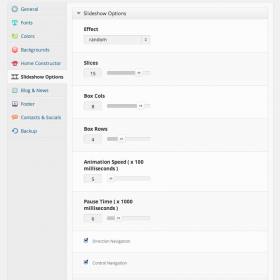 General
Fonts
Colors
Backgrounds
Home Constructor
Slideshow Options
Blog & News
Footer
Contacts & Socials
Backup
Slideshow Options
Effect
random
Slices
15
Box Cols
8
Box Rows
4
Animation Speed ( x 100
milliseconds )
5
Pause Time ( x 1000
milliseconds )
6
Direction Navigation
Control Navigation